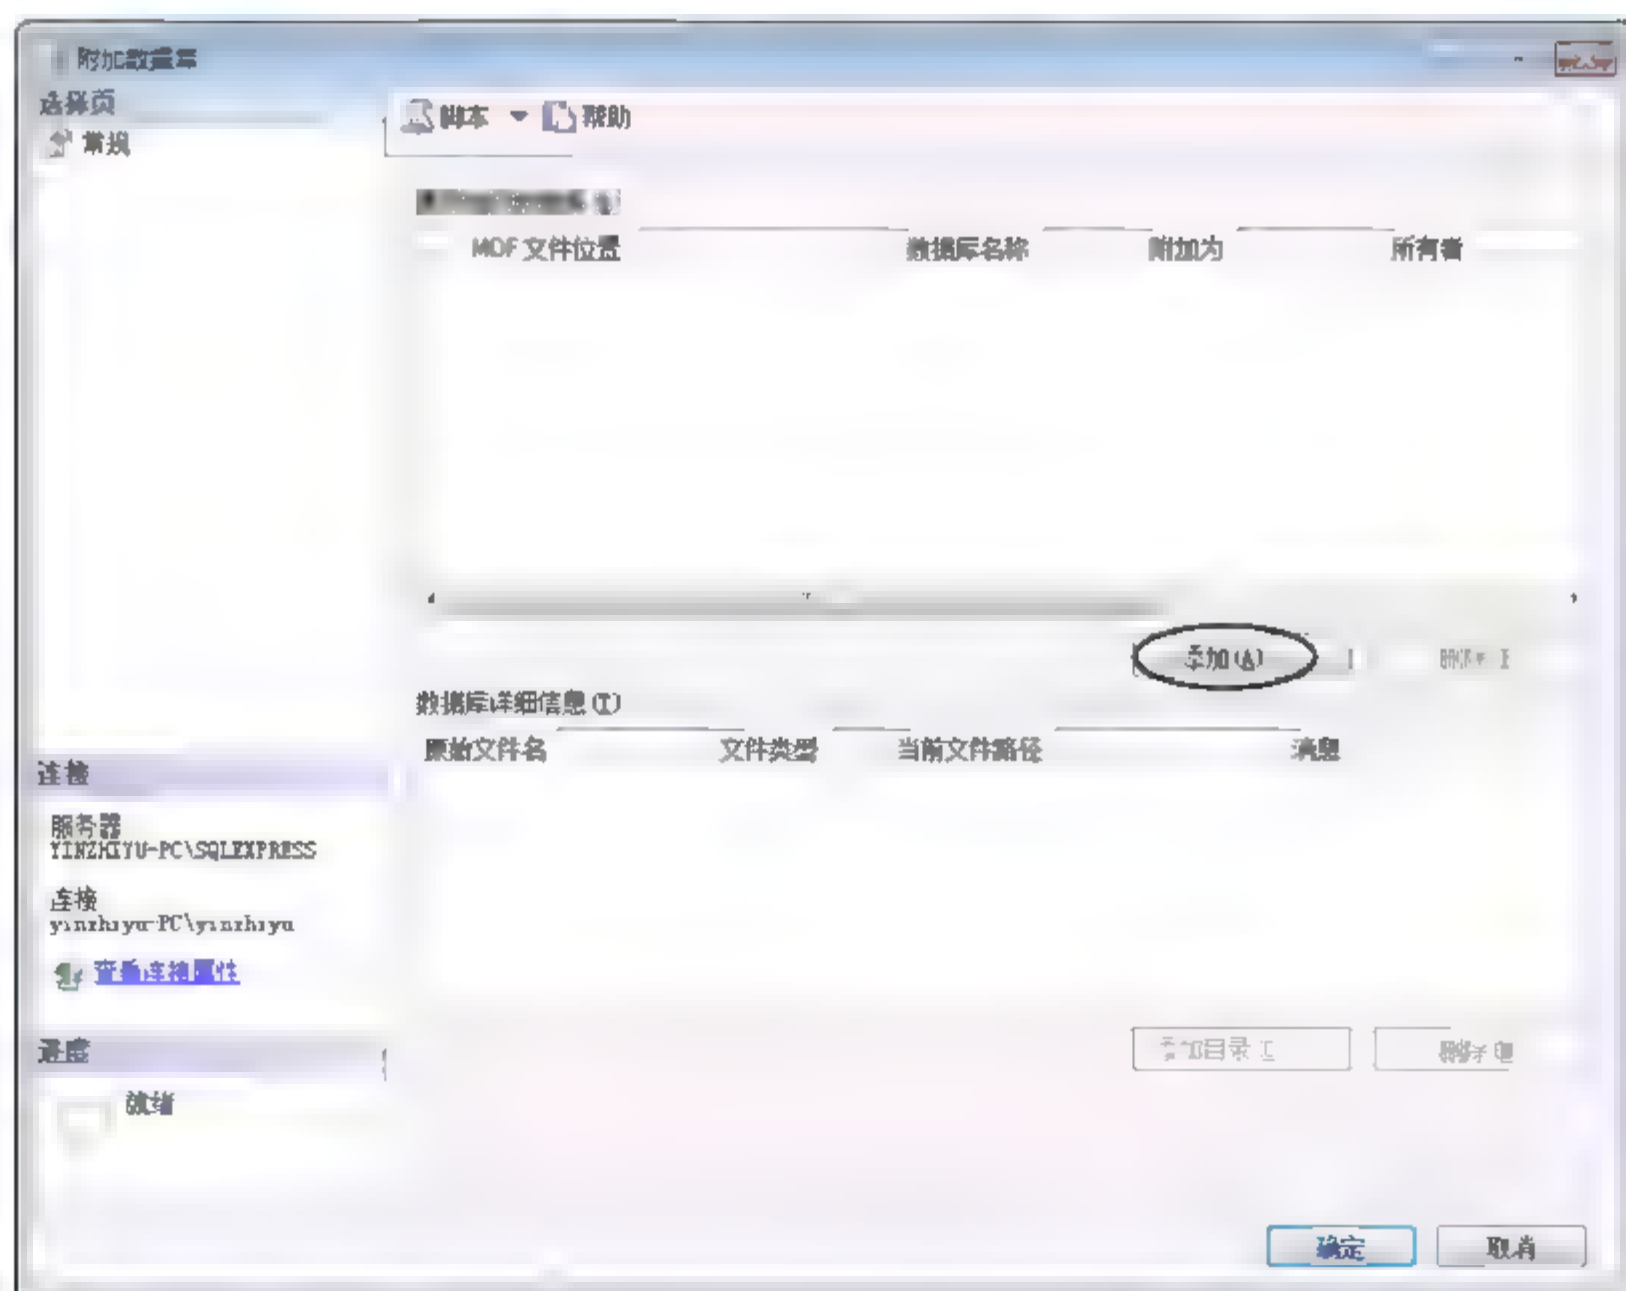 附加数据库
选择页
常规
脚本 帮助
MDF 文件位置 数据库名称 附加为 所有者
添加(A)
数据库详细信息(T)
原始文件名 文件类型 当前文件路径 消息
连接
服务器
YINZHIYU-PC\SQLEXPRESS
连接
yinzhiyu-PC\yinzhiyu
查看连接属性
进度
就绪
添加目录
确定 取消